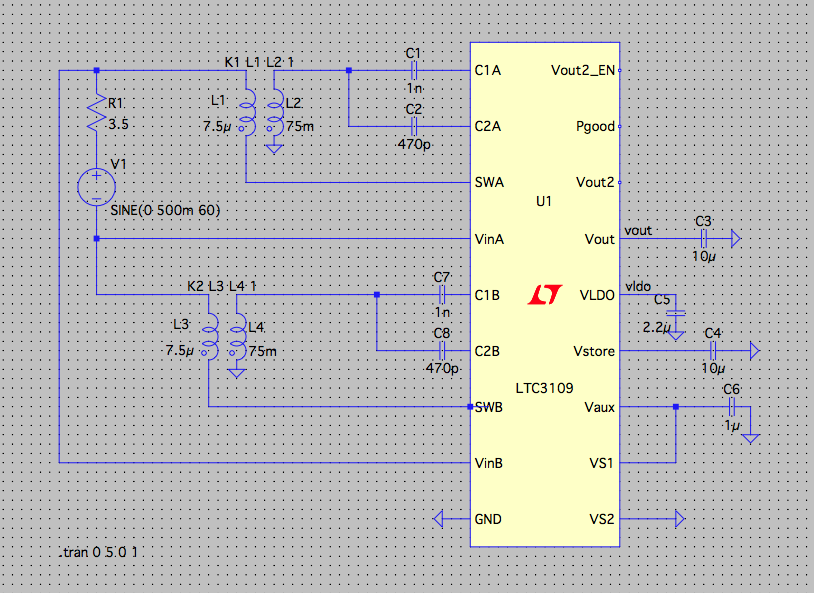 K1 L1 L2 1
C1
C1A
Vout2_EN
R1
3.5
L1
L2
1n
7.5µ
75m
C2
C2A
Pgood
470p
V1
SWA
Vout2
U1
SINE(0 500m 60)
VinA
Vout
vout
C3
10µ
K2 L3 L4 1
C7
C1B
VLDO
vldo
C5
1n
L3
L4
2.2µ
7.5µ
75m
C8
C2B
Vstore
C4
470p
10µ
LTC3109
C6
SWB
Vaux
1µ
VinB
VS1
GND
VS2
.tran 0 5 0 1